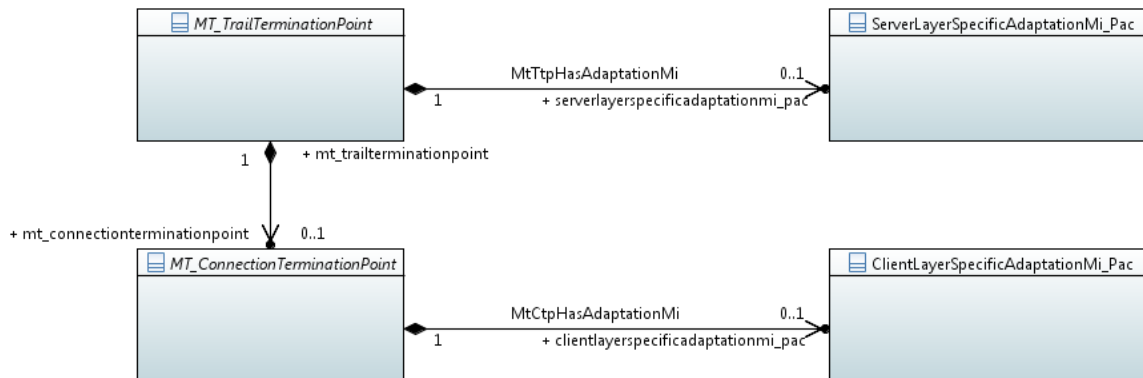 MT_TrailTerminationPoint
ServerLayerSpecificAdaptationMi_Pac
MtTtpHasAdaptationMi
0..1
1
+ serverlayerspecificadaptationmi_pac
1
+ mt_trailterminationpoint
+ mt_connectionterminationpoint
0..1
MT_ConnectionTerminationPoint
ClientLayerSpecificAdaptationMi_Pac
MtCtpHasAdaptationMi
0..1
1
+ clientlayerspecificadaptationmi_pac